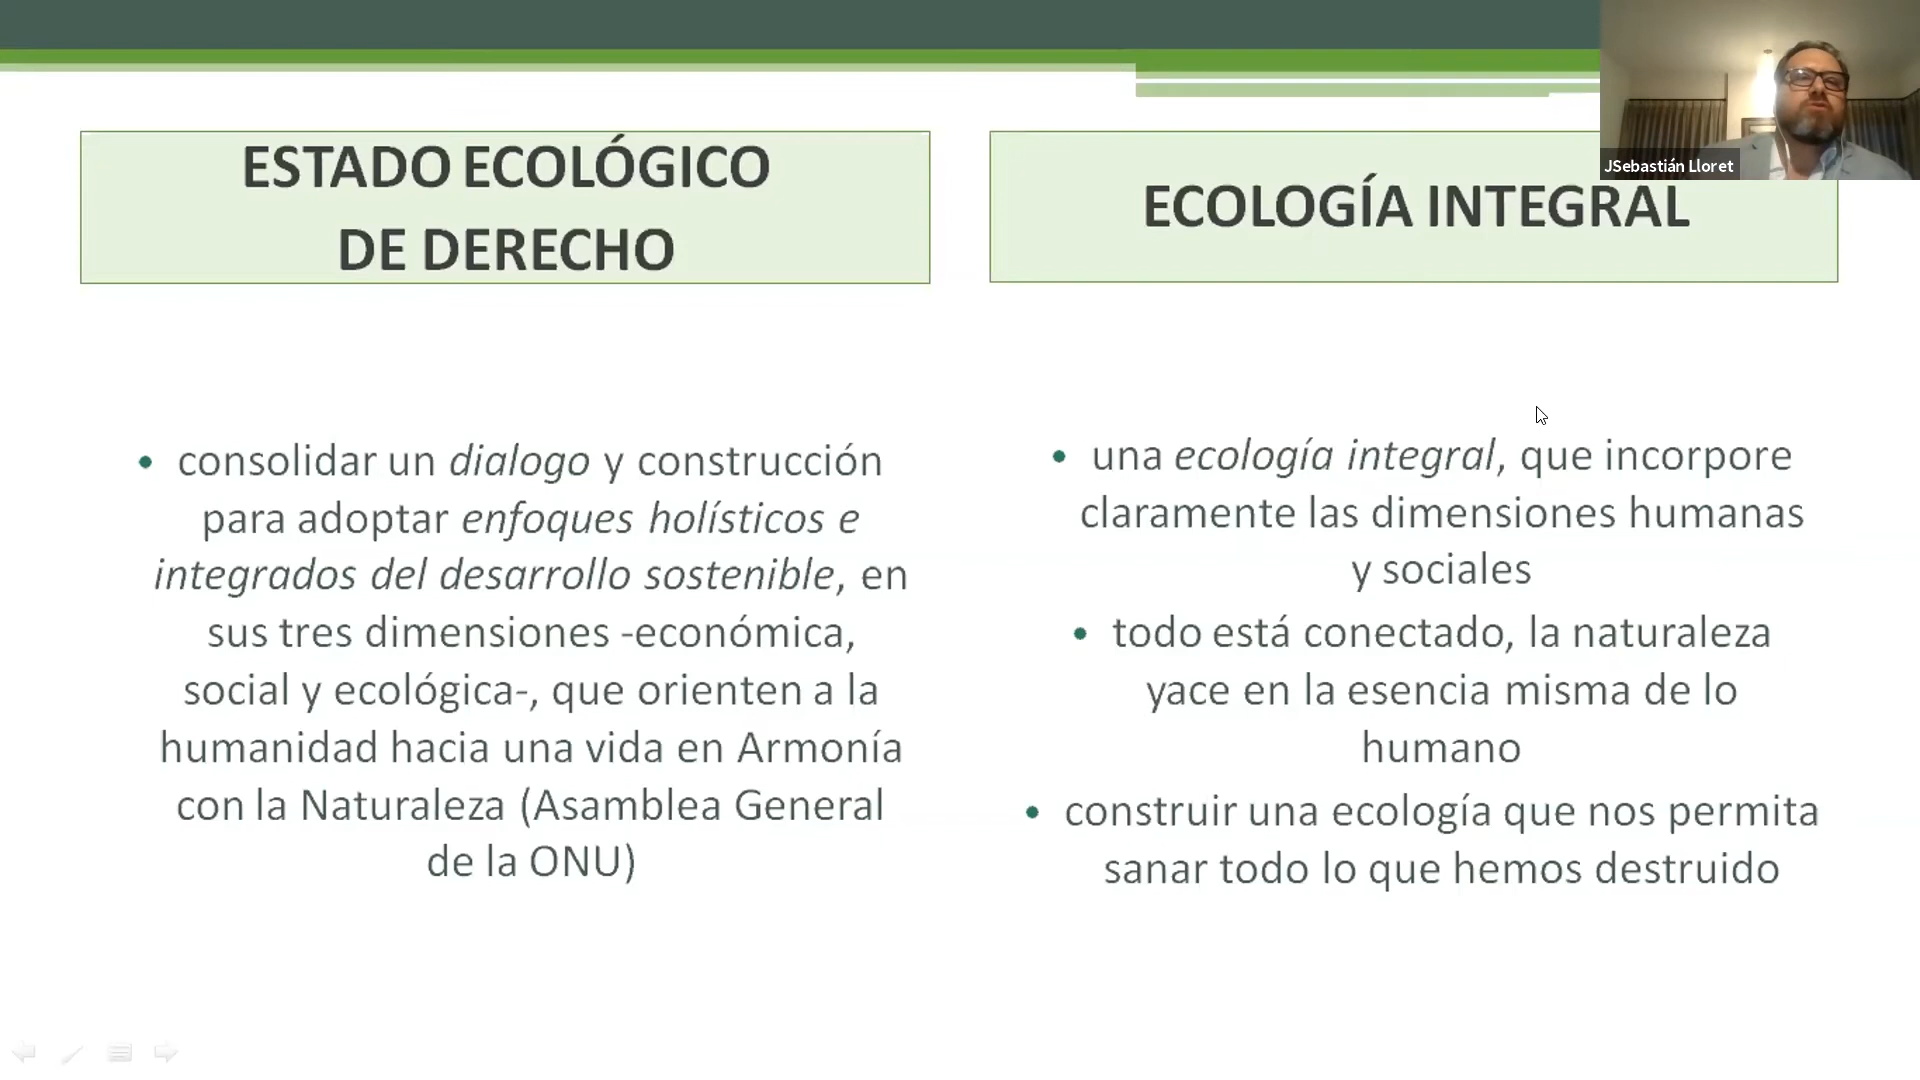 ESTADO ECOLÓGICO
DE DERECHO
• consolidar un dialogo y construcción
para adoptar enfoques holísticos e
integrados del desarrollo sostenible, en
sus tres dimensiones -económica,
social y ecológica-, que orienten a la
humanidad hacia una vida en Armonía
con la Naturaleza (Asamblea General
de la ONU)
ECOLOGÍA INTEGRAL
• una ecología integral, que incorpore
claramente las dimensiones humanas
y sociales
• todo está conectado, la naturaleza
yace en la esencia misma de lo
humano
• construir una ecología que nos permita
sanar todo lo que hemos destruido
JSebastián Lloret